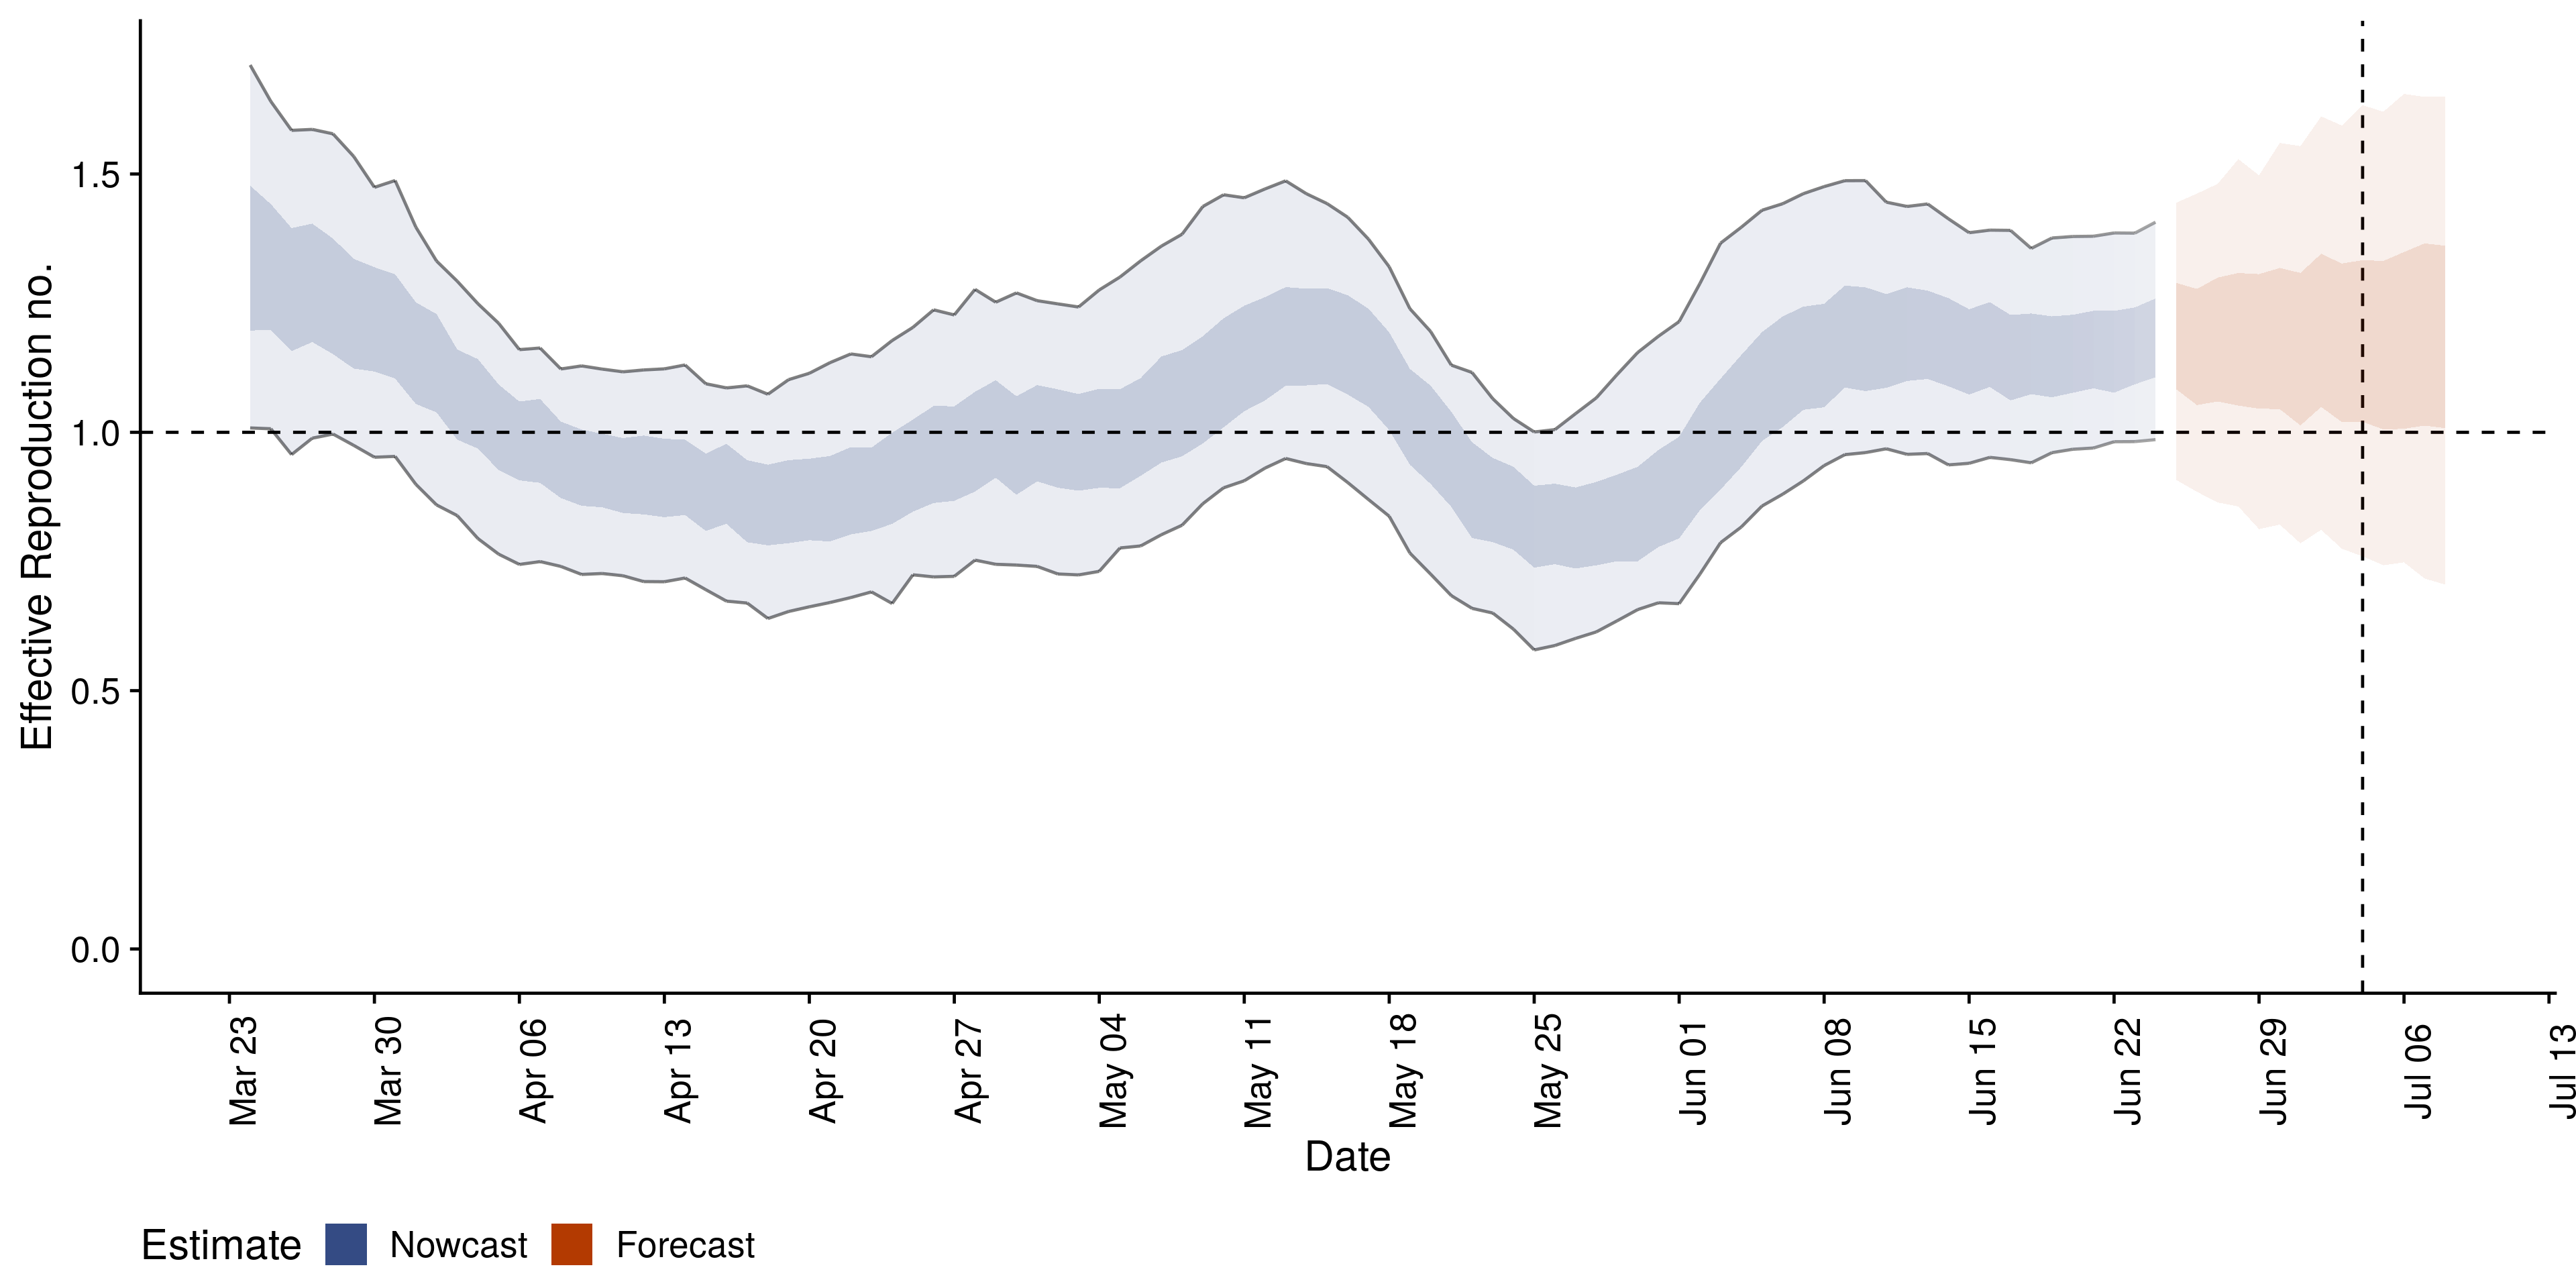 Effective Reproduction no.
1.5
1.0
0.5
0.0
Mar 23
Mar 30
Apr 06
Apr 13
Apr 20
Apr 27
May 04
May 11
May 18
May 25
Jun 01
Jun 08
Jun 15
Jun 22
Jun 29
Jul 06
Jul 13
Date
Estimate Nowcast Forecast